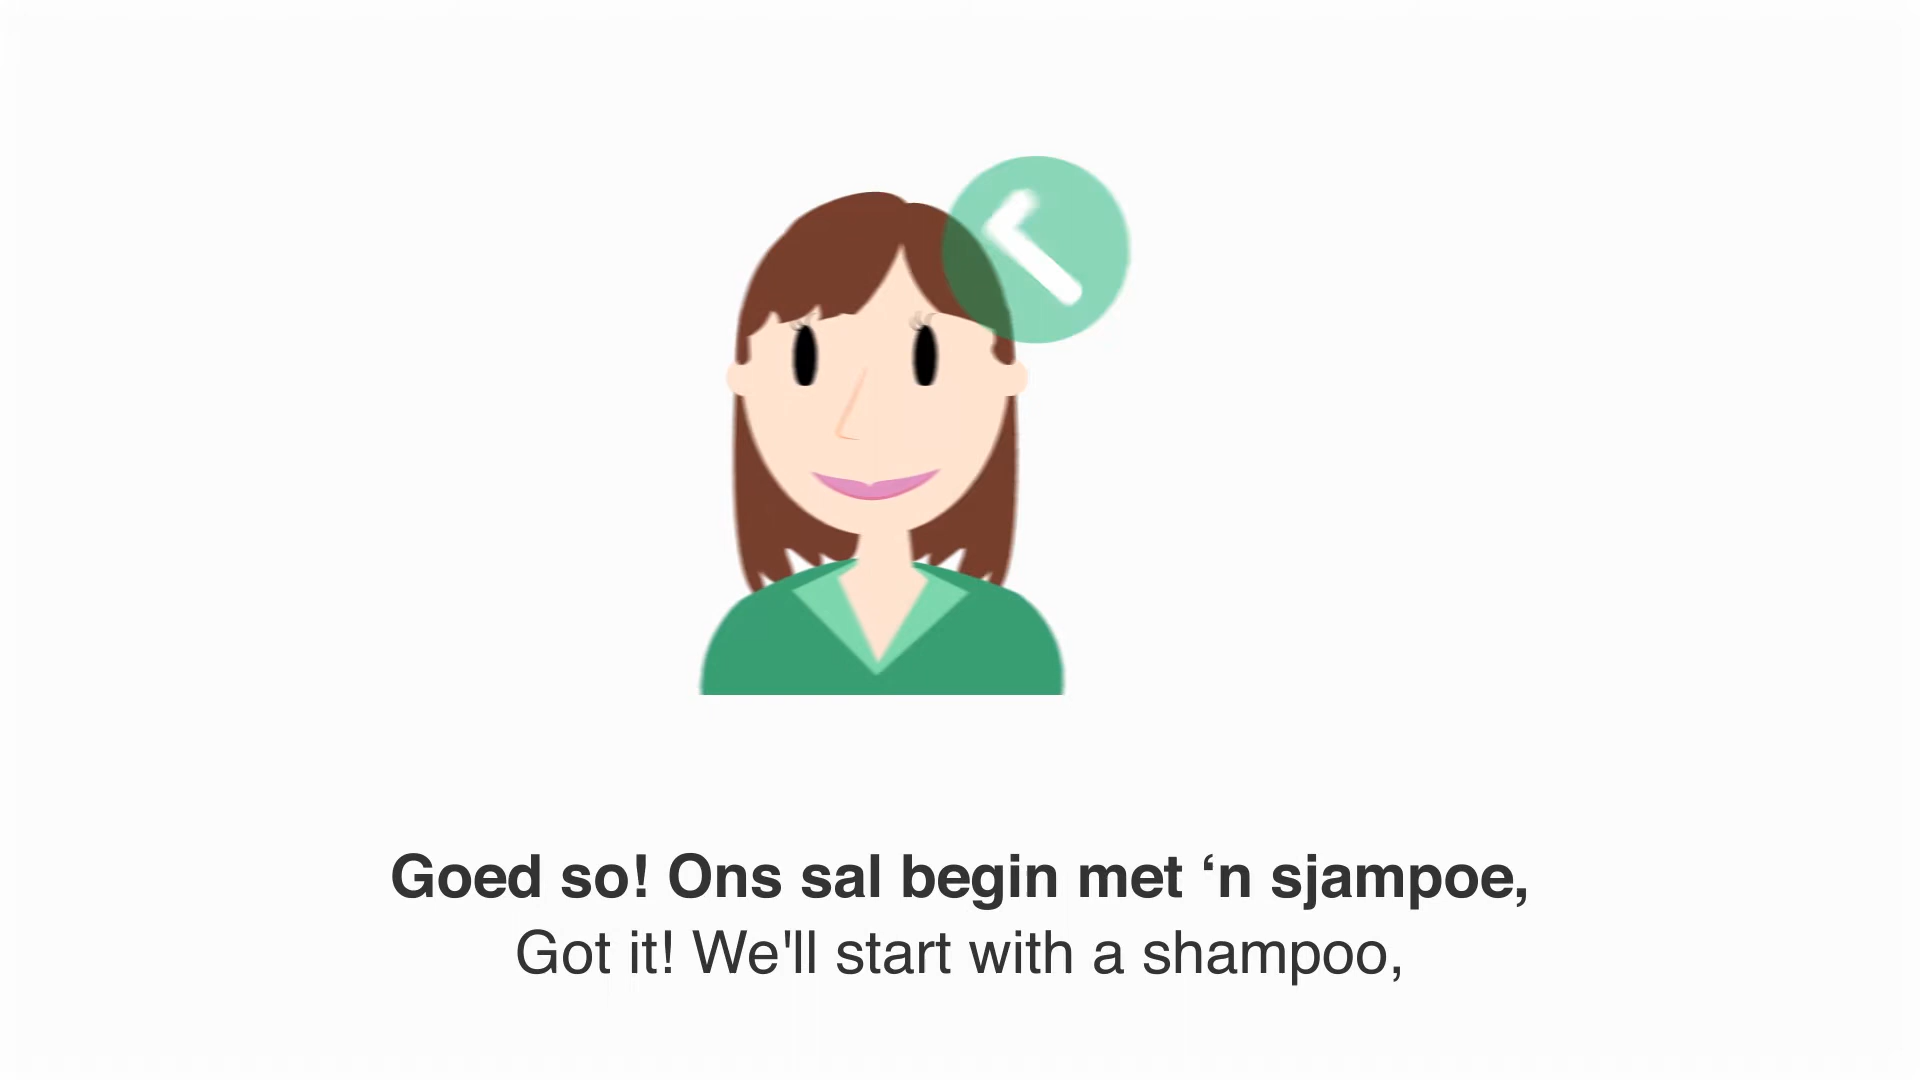 Goed so! Ons sal begin met ‘n sjampoe,
Got it! We'll start with a shampoo,